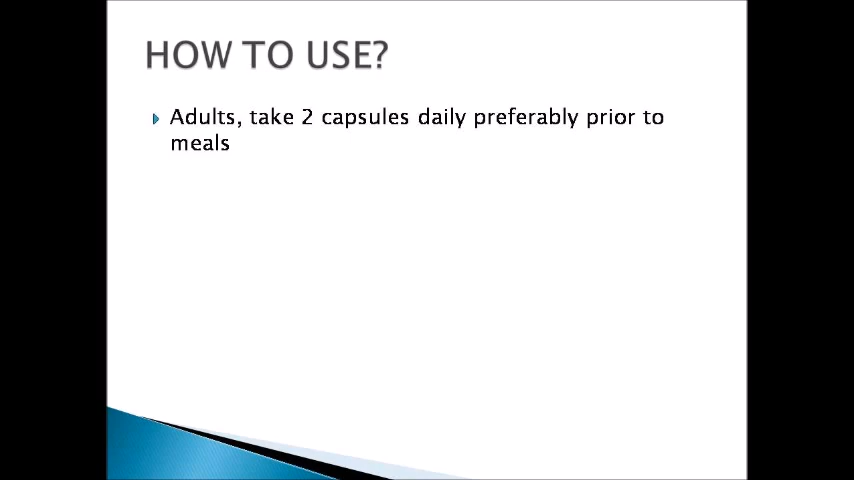 HOW TO USE?
Adults, take 2 capsules daily preferably prior to
meals